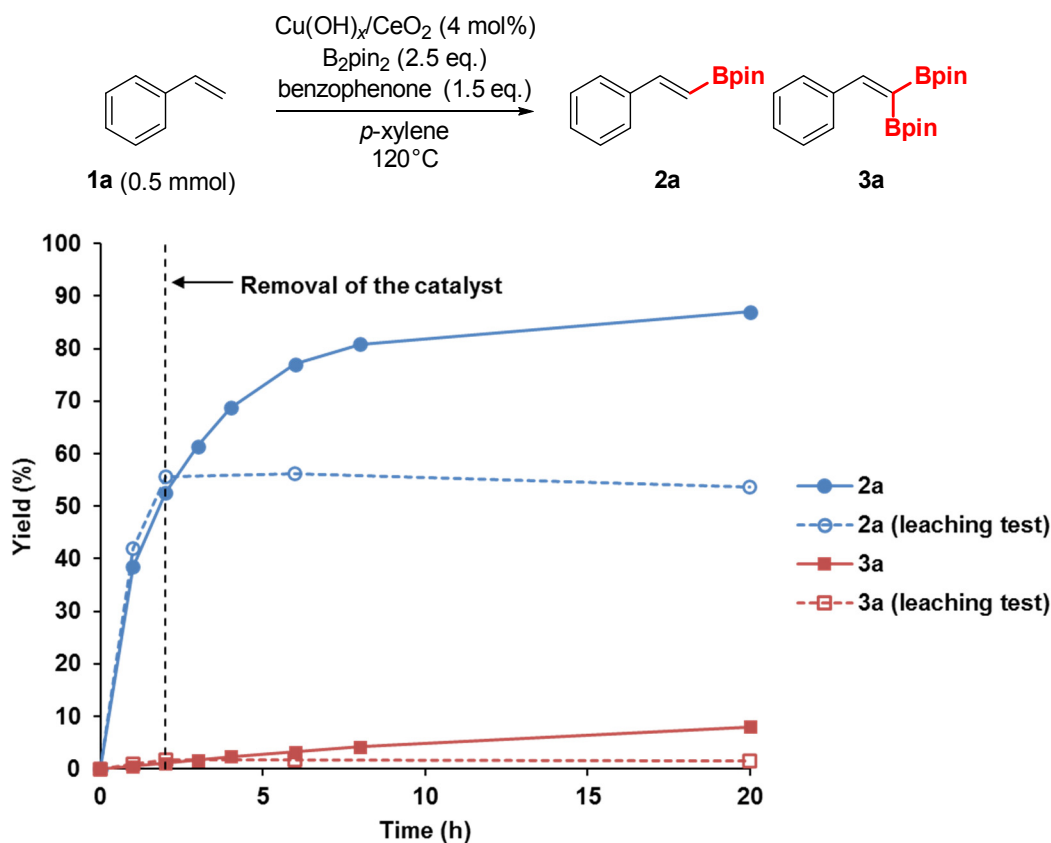 Cu(OH)x/CeO2 (4 mol%)
B2pin2 (2.5 eq.)
benzophenone (1.5 eq.)
p-xylene
120°C
1a (0.5 mmol)
Bpin
2a
Bpin
Bpin
3a
Removal of the catalyst
Yield (%)
100
90
80
70
60
50
40
30
20
10
0
0
5
10
15
20
Time (h)
2a
2a (leaching test)
3a
3a (leaching test)